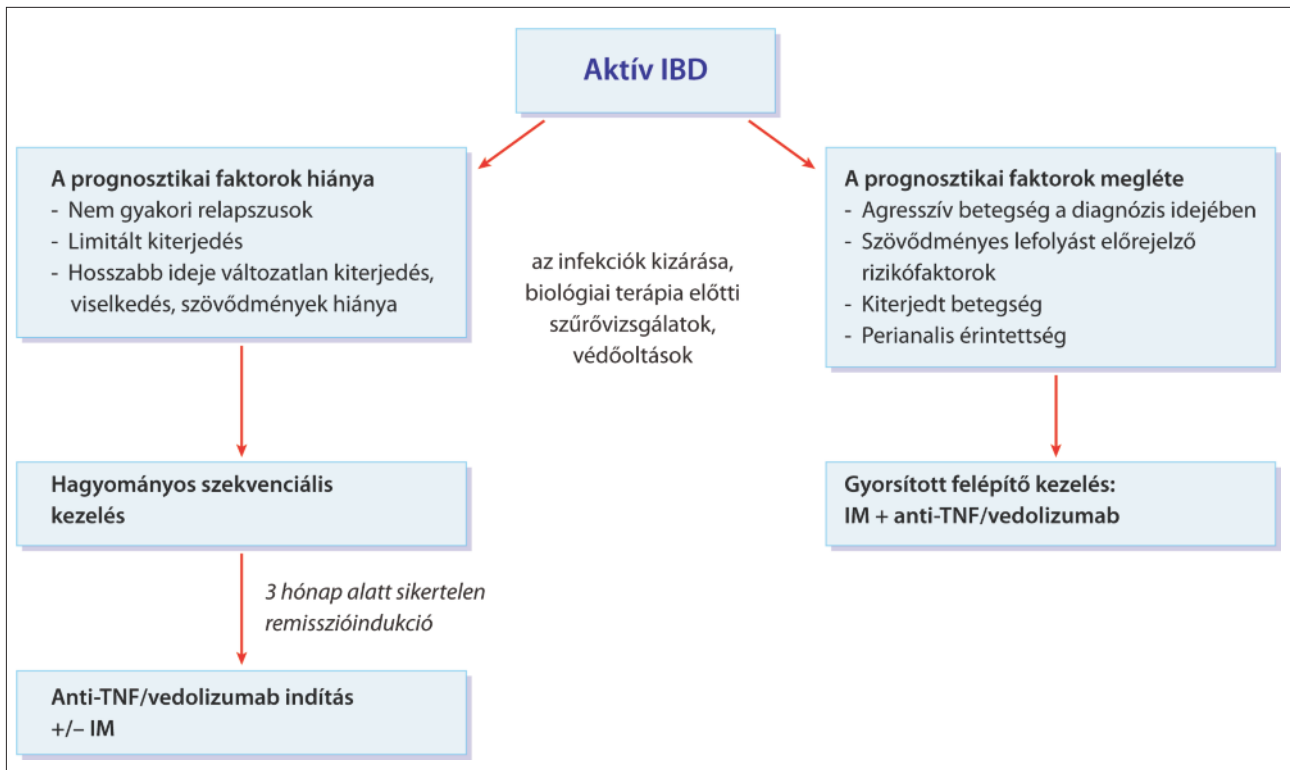 Aktív IBD
A prognosztikai faktorok hiánya
- Nem gyakori relapszusok
- Limitált kiterjedés
- Hosszabb ideje változatlan kiterjedés,
viselkedés, szövődmények hiánya
az infekciók kizárása,
biológiai terápia előtti
szűrővizsgálatok,
védőoltások
A prognosztikai faktorok megléte
- Agresszív betegség a diagnózis idejében
- Szövődményes lefolyást előrejelző
rizikófaktorok
- Kiterjedt betegség
- Perianalis érintettség
Hagyományos szekvenciális
kezelés
Gyorsított felépítő kezelés:
IM + anti-TNF/vedolizumab
3 hónap alatt sikertelen
remisszióindukció
Anti-TNF/vedolizumab indítás
+/– IM